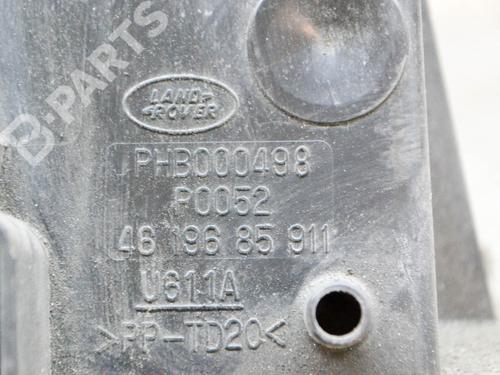 B-PARTS
LAND-
ROVER
PHB000498
P0052
46 196 85 911
U611A
>PP-TD20<